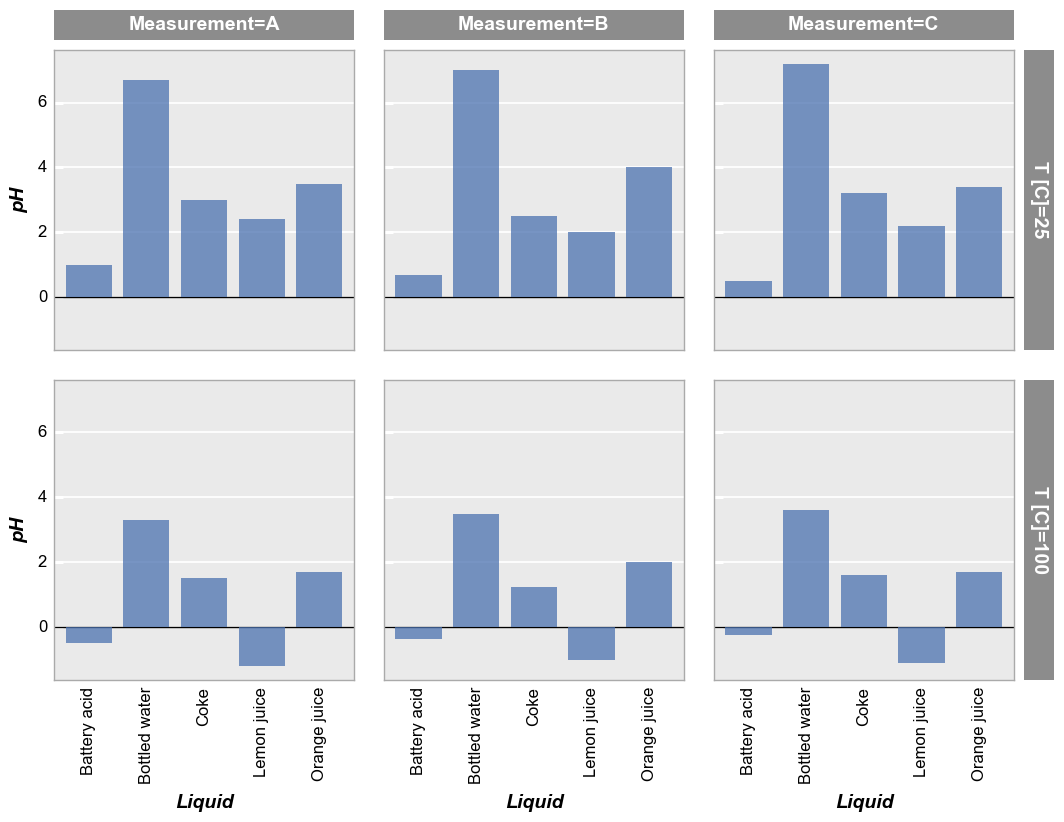 Measurement=A
Measurement=B
Measurement=C
6
4
2
0
pH
T [C]=25
6
4
2
0
pH
T [C]=100
Battery acid
Bottled water
Coke
Lemon juice
Orange juice
Battery acid
Bottled water
Coke
Lemon juice
Orange juice
Battery acid
Bottled water
Coke
Lemon juice
Orange juice
Liquid
Liquid
Liquid